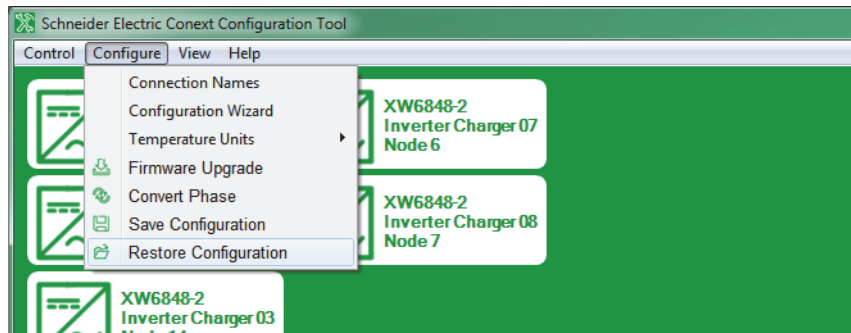 Schneider Electric Conext Configuration Tool
Control Configure View Help
Connection Names
Configuration Wizard
Temperature Units
Firmware Upgrade
Convert Phase
Save Configuration
Restore Configuration
XW6848-2
Inverter Charger 07
Node 6
XW6848-2
Inverter Charger 08
Node 7
XW6848-2
Inverter Charger 03